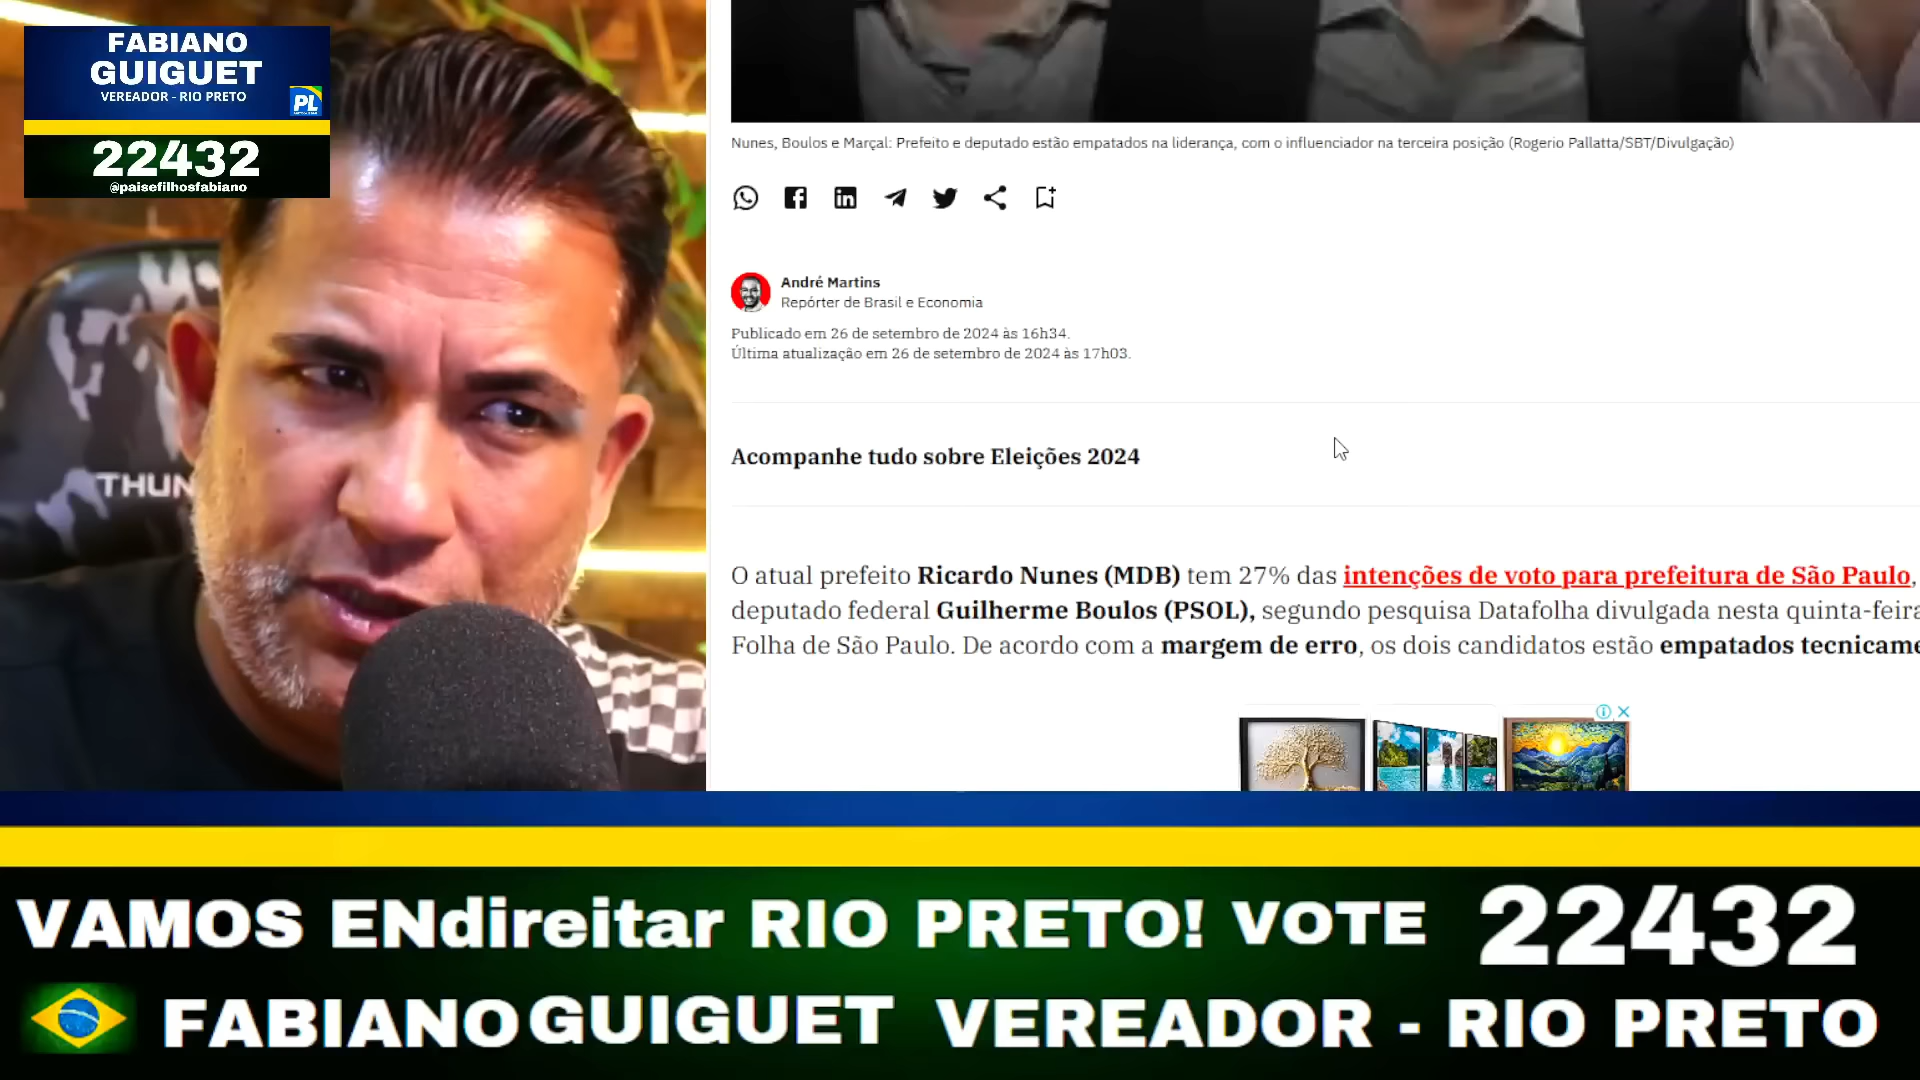 FABIANO
GUIGUET
VEREADOR - RIO PRETO
PL
22432
@paisefilhosfabiano
THUN
Nunes, Boulos e Marçal: Prefeito e deputado estão empatados na liderança, com o influenciador na terceira posição (Rogerio Pallatta/SBT/Divulgação)
André Martins
Repórter de Brasil e Economia
Publicado em 26 de setembro de 2024 às 16h34.
Última atualização em 26 de setembro de 2024 às 17h03.
Acompanhe tudo sobre Eleições 2024
O atual prefeito Ricardo Nunes (MDB) tem 27% das intenções de voto para prefeitura de São Paulo,
deputado federal Guilherme Boulos (PSOL), segundo pesquisa Datafolha divulgada nesta quinta-feira
Folha de São Paulo. De acordo com a margem de erro, os dois candidatos estão empatados tecnicame
VAMOS ENdireitar RIO PRETO! VOTE 22432
FABIANO GUIGUET VEREADOR - RIO PRETO